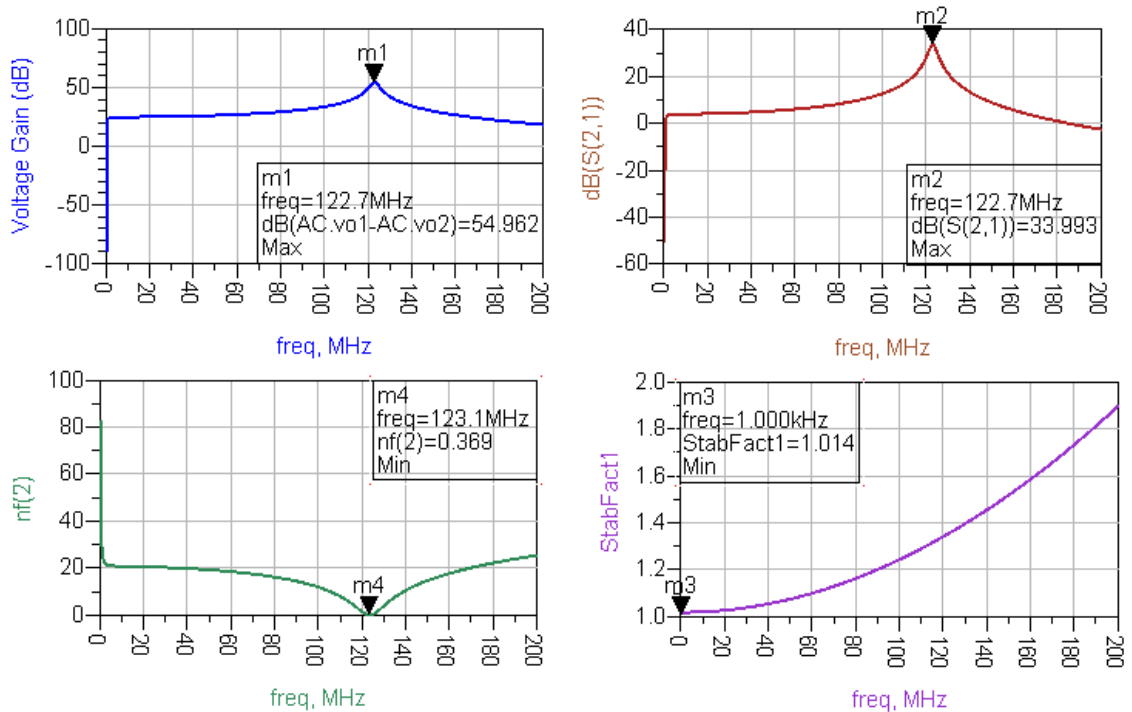 Voltage Gain (dB)
100
50
0
-50
-100
m1
m1
freq=122.7MHz
dB(AC.vo1-AC.vo2)=54.962
Max
0 20 40 60 80 100 120 140 160 180 200
freq, MHz
dB(S(2,1))
40
20
0
-20
-40
-60
m2
m2
freq=122.7MHz
dB(S(2,1))=33.993
Max
0 20 40 60 80 100 120 140 160 180 200
freq, MHz
nf(2)
100
80
60
40
20
0
m4
freq=123.1MHz
nf(2)=0.369
Min
m4
0 20 40 60 80 100 120 140 160 180 200
freq, MHz
StabFact1
2.0
1.8
1.6
1.4
1.2
1.0
m3
freq=1.000kHz
StabFact1=1.014
Min
m3
0 20 40 60 80 100 120 140 160 180 200
freq, MHz